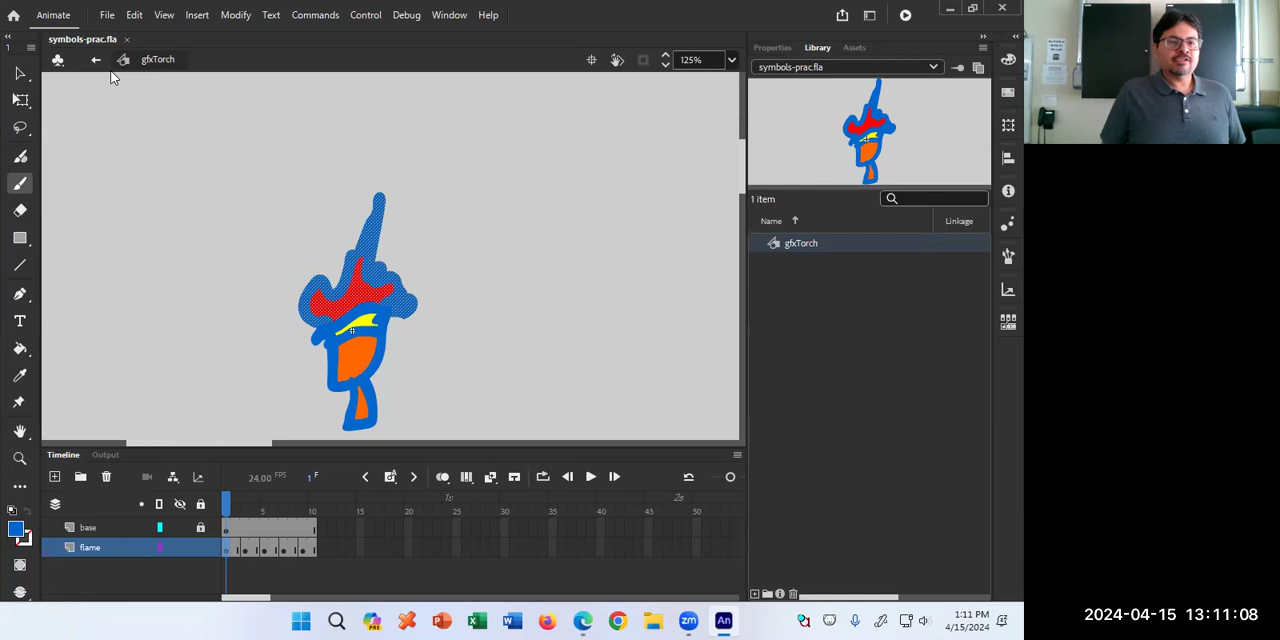 Animate File Edit View Insert Modify Text Commands Control Debug Window Help
symbols-prac.fla ×
gfxTorch
125%
Properties Library Assets
symbols-prac.fla
1 item
Name Linkage
gfxTorch
Timeline Output
24.00 FPS 1 F
1s 2s
5 10 15 20 25 30 35 40 45 50
base
flame
1:11 PM
4/15/2024
2024-04-15 13:11:08